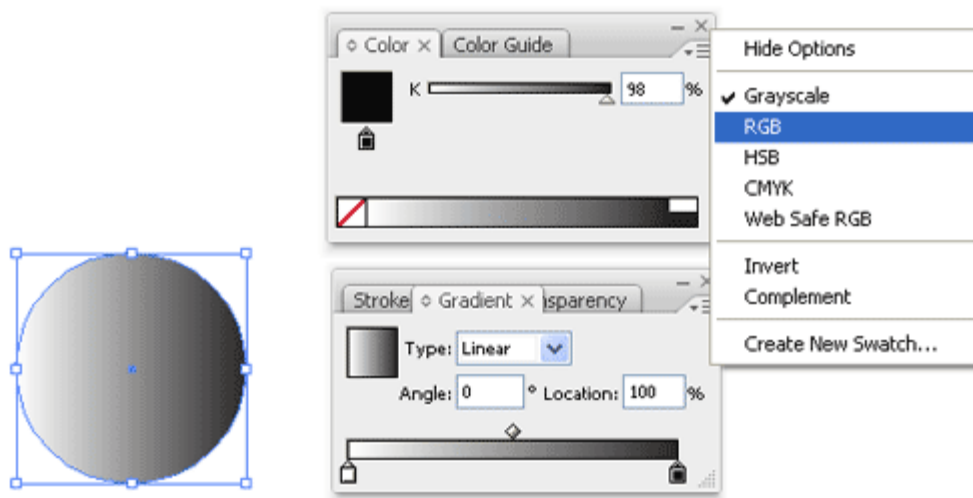 Color × Color Guide
K 98 %
Hide Options
Grayscale
RGB
HSB
CMYK
Web Safe RGB
Invert
Complement
Create New Swatch...
Stroke Gradient × nsparency
Type: Linear
Angle: 0 ° Location: 100 %